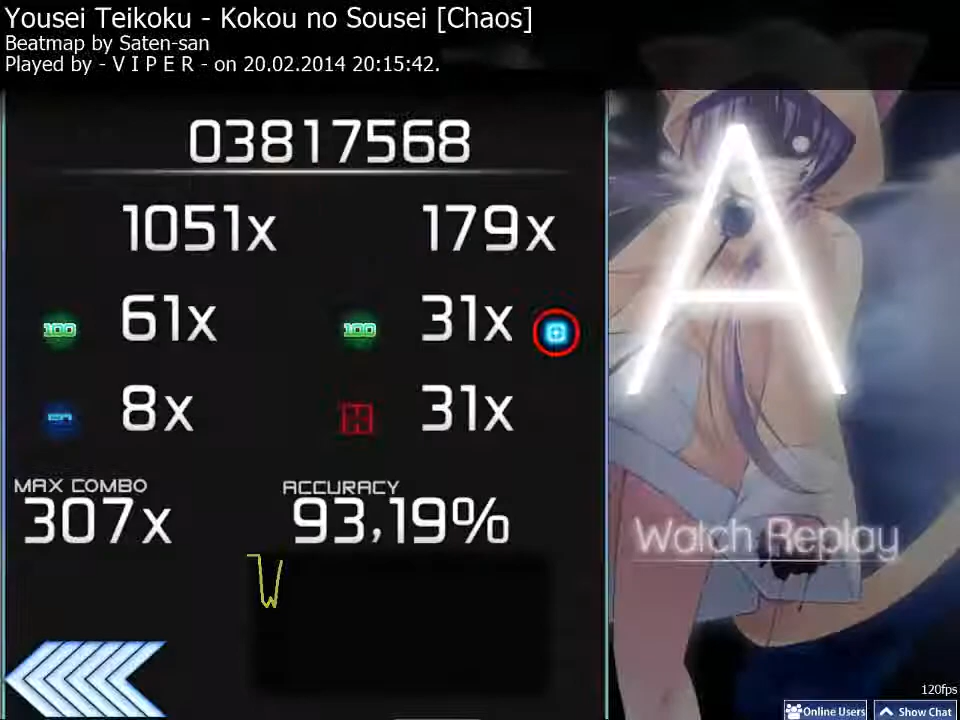 Yousei Teikoku - Kokou no Sousei [Chaos]
Beatmap by Saten-san
Played by - V I P E R - on 20.02.2014 20:15:42.
03817568
1051x 179x
100 61x 100 31x
8x 31x
MAX COMBO ACCURACY
307x 93,19%
A
Watch Replay
120fps
Online Users Show Chat